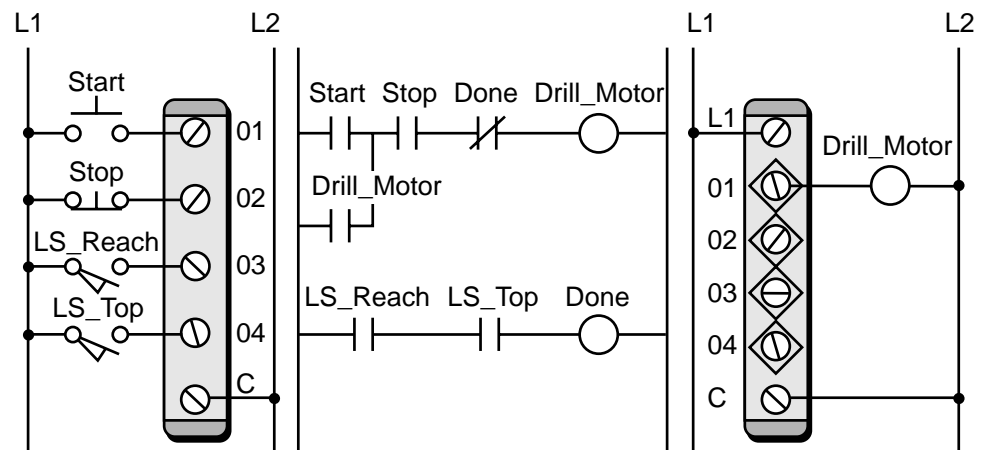 L1 L2 L1 L2
Start
01
Stop
02
LS_Reach
03
LS_Top
04
C
Start Stop Done Drill_Motor
Drill_Motor
LS_Reach LS_Top Done
L1
Drill_Motor
01
02
03
04
C